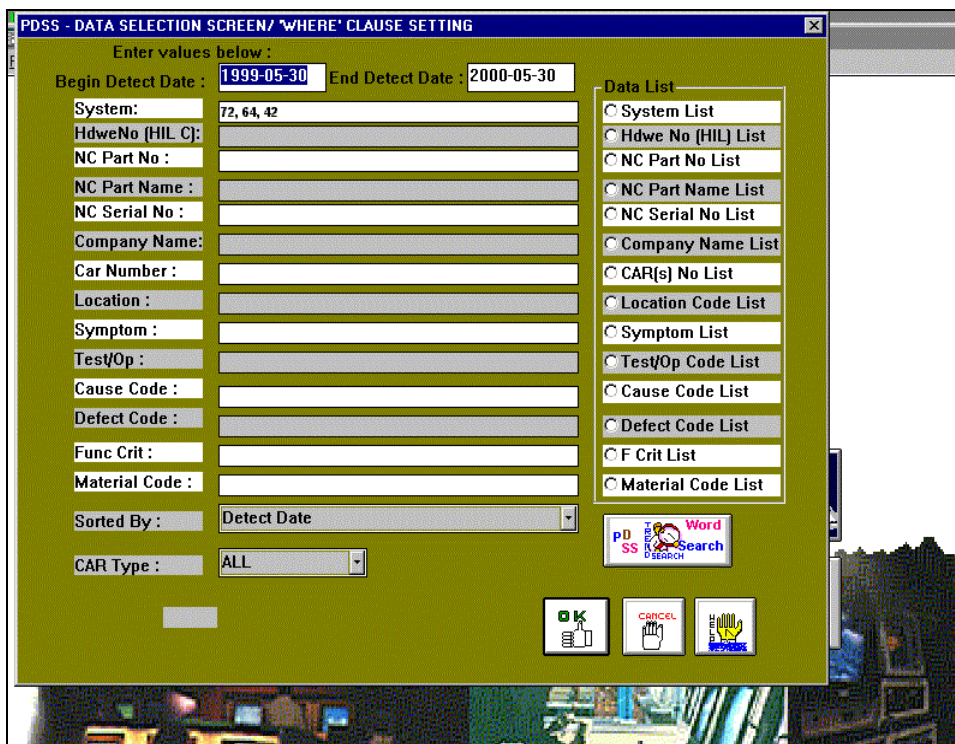 PDSS - DATA SELECTION SCREEN/ 'WHERE' CLAUSE SETTING
Enter values below :
Begin Detect Date : 1999-05-30 End Detect Date : 2000-05-30
Data List
System: 72, 64, 42 System List
HdweNo (HIL C): Hdwe No (HIL) List
NC Part No : NC Part No List
NC Part Name : NC Part Name List
NC Serial No : NC Serial No List
Company Name: Company Name List
Car Number : CAR(s) No List
Location : Location Code List
Symptom : Symptom List
Test/Op : Test/Op Code List
Cause Code : Cause Code List
Defect Code : Defect Code List
Func Crit : F Crit List
Material Code : Material Code List
Sorted By : Detect Date
PD SS TREND SEARCH Word Search
CAR Type : ALL
OK CANCEL HELP